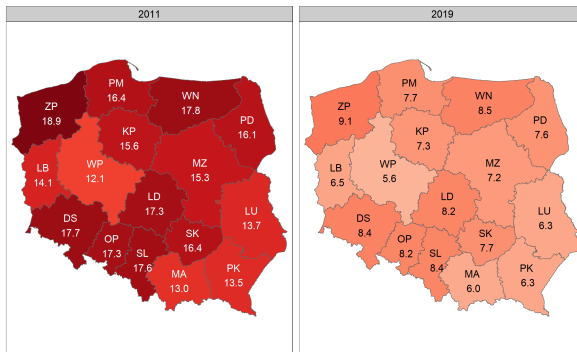 2011
PM
16.4
WN
17.8
ZP
18.9
PD
16.1
KP
15.6
MZ
15.3
WP
12.1
LB
14.1
LD
17.3
LU
13.7
DS
17.7
OP
17.3
SL
17.6
SK
16.4
MA
13.0
PK
13.5
2019
PM
7.7
WN
8.5
ZP
9.1
PD
7.6
KP
7.3
MZ
7.2
WP
5.6
LB
6.5
LD
8.2
LU
6.3
DS
8.4
OP
8.2
SL
8.4
SK
7.7
MA
6.0
PK
6.3